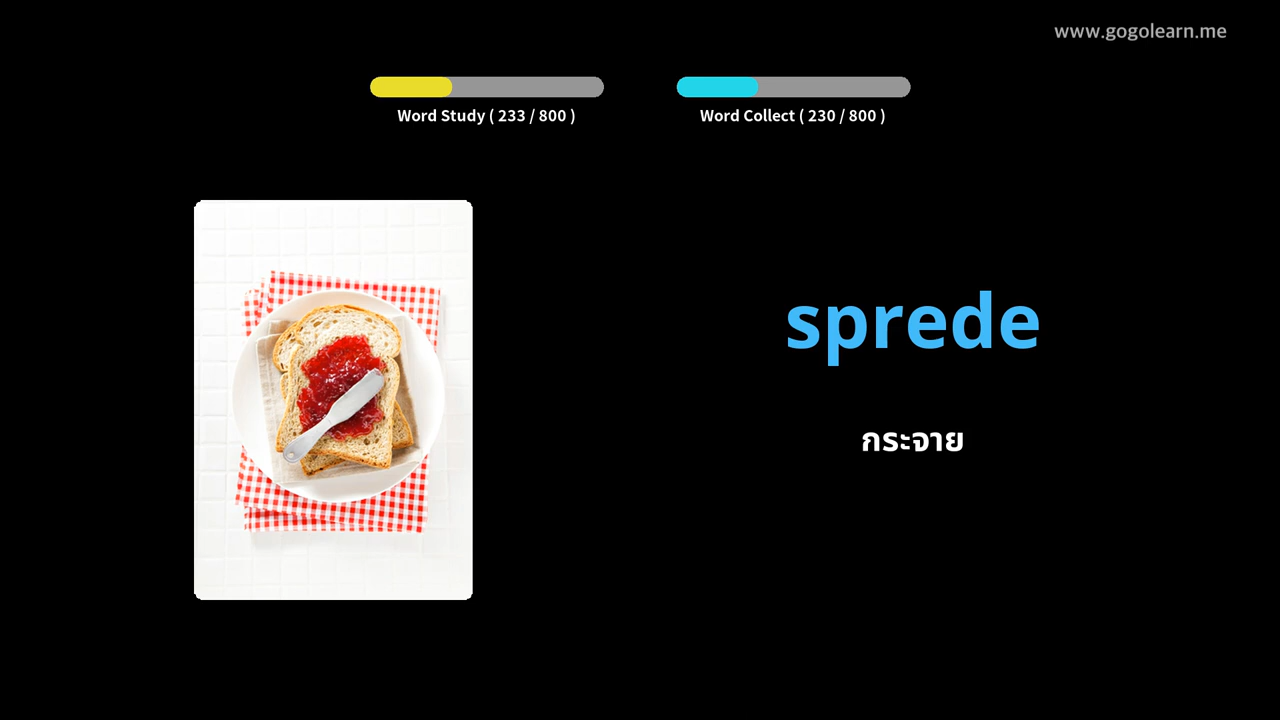 www.gogolearn.me
Word Study ( 233 / 800 )
Word Collect ( 230 / 800 )
sprede
กระจาย